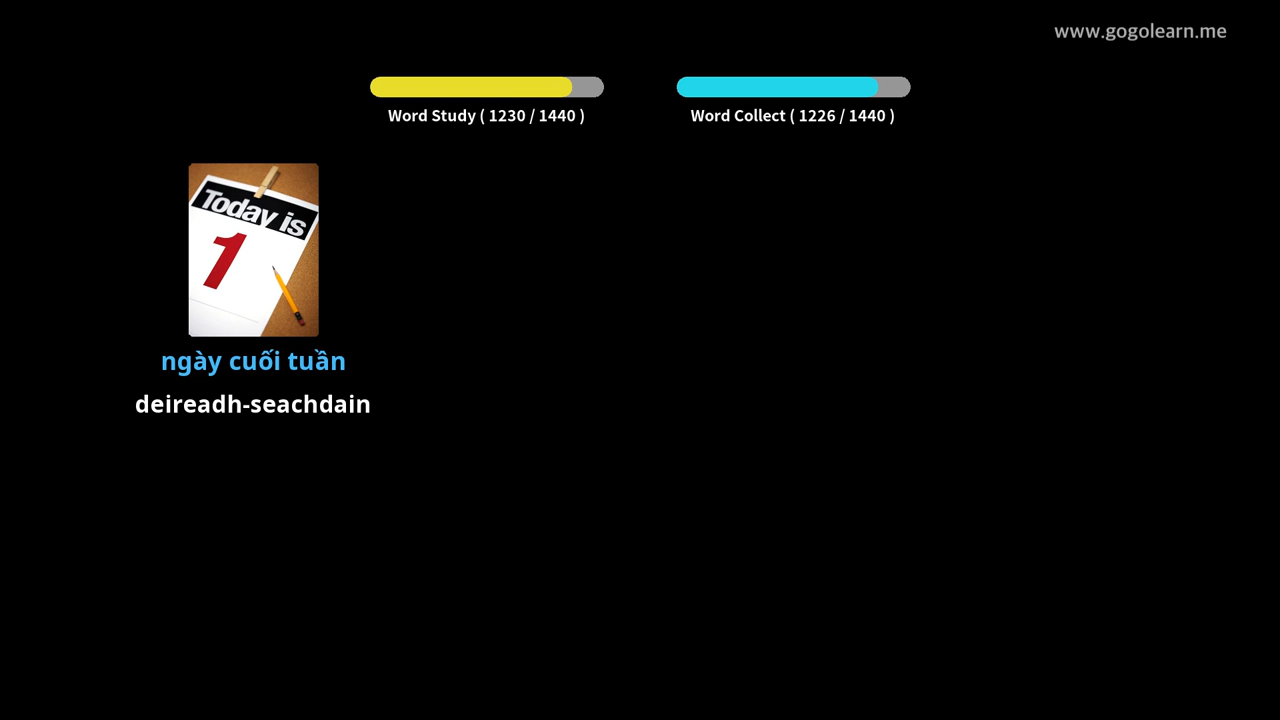 www.gogolearn.me
Word Study ( 1230 / 1440 )
Word Collect ( 1226 / 1440 )
Today is
1
ngày cuối tuần
deireadh-seachdain